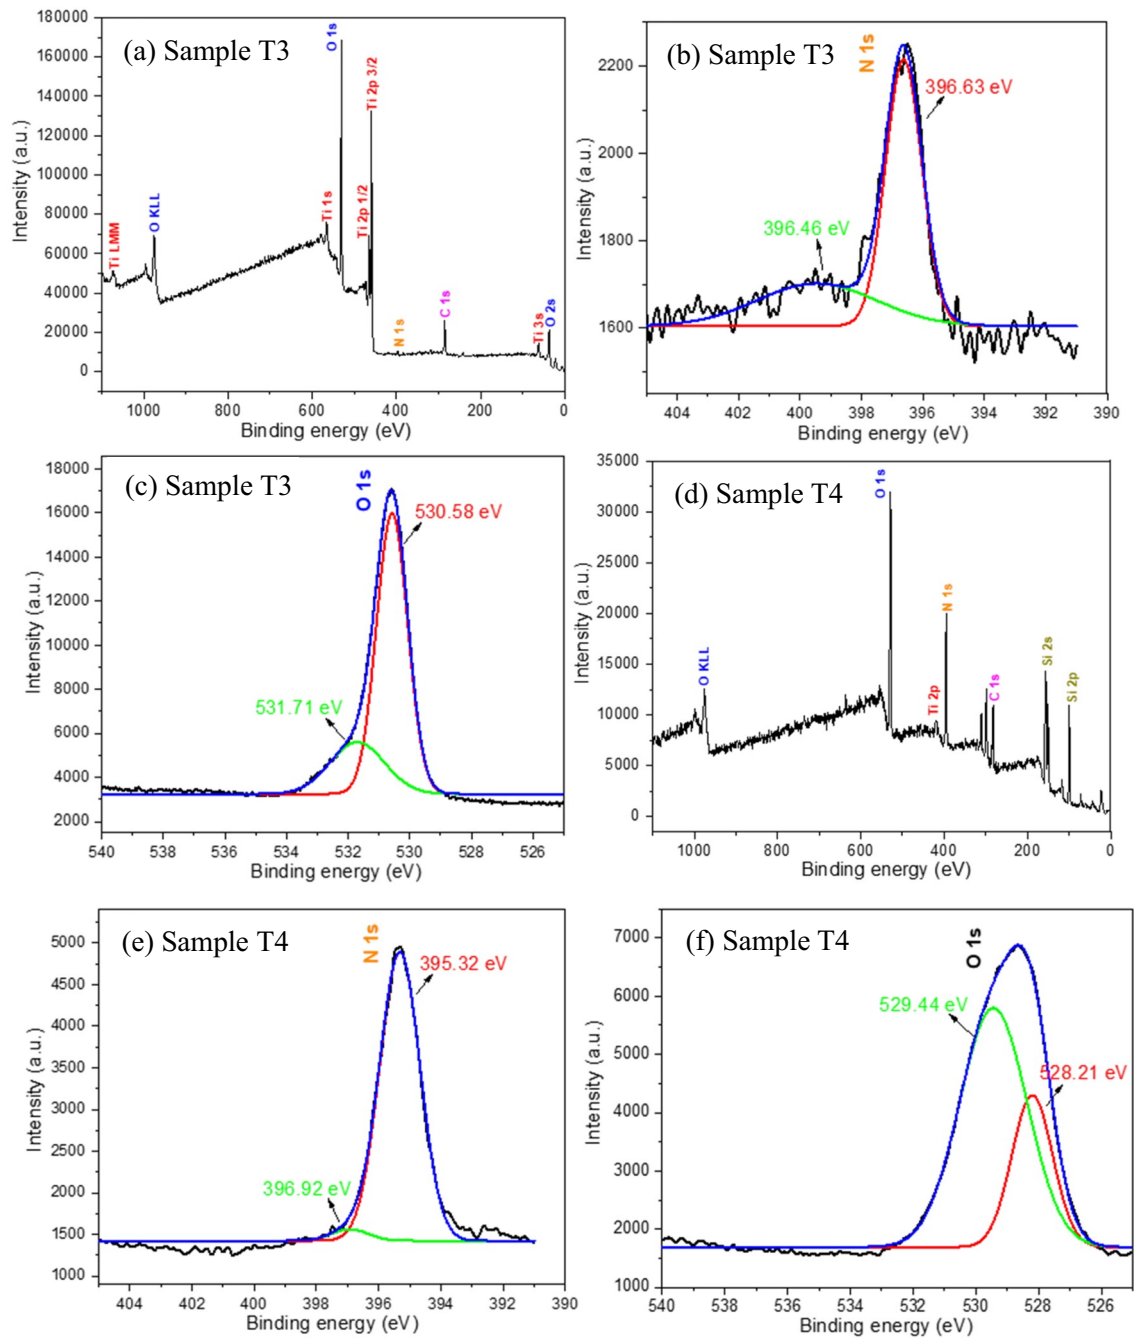 (a) Sample T3
Intensity (a.u.)
180000
160000
140000
120000
100000
80000
60000
40000
20000
0
Ti LMM
O KLL
Ti 1s
O 1s
Ti 2p 1/2
Ti 2p 3/2
N 1s
C 1s
Ti 3s
O 2s
1000 800 600 400 200 0
Binding energy (eV)
(b) Sample T3
Intensity (a.u.)
2200
2000
1800
1600
N 1s
396.63 eV
396.46 eV
404 402 400 398 396 394 392 390
Binding energy (eV)
(c) Sample T3
Intensity (a.u.)
18000
16000
14000
12000
10000
8000
6000
4000
2000
O 1s
530.58 eV
531.71 eV
540 538 536 534 532 530 528 526
Binding energy (eV)
(d) Sample T4
Intensity (a.u.)
35000
30000
25000
20000
15000
10000
5000
0
O KLL
O 1s
Ti 2p
N 1s
C 1s
Si 2s
Si 2p
1000 800 600 400 200 0
Binding energy (eV)
(e) Sample T4
Intensity (a.u.)
5000
4500
4000
3500
3000
2500
2000
1500
1000
N 1s
395.32 eV
396.92 eV
404 402 400 398 396 394 392 390
Binding energy (eV)
(f) Sample T4
Intensity (a.u.)
7000
6000
5000
4000
3000
2000
1000
O 1s
529.44 eV
528.21 eV
540 538 536 534 532 530 528 526
Binding energy (eV)